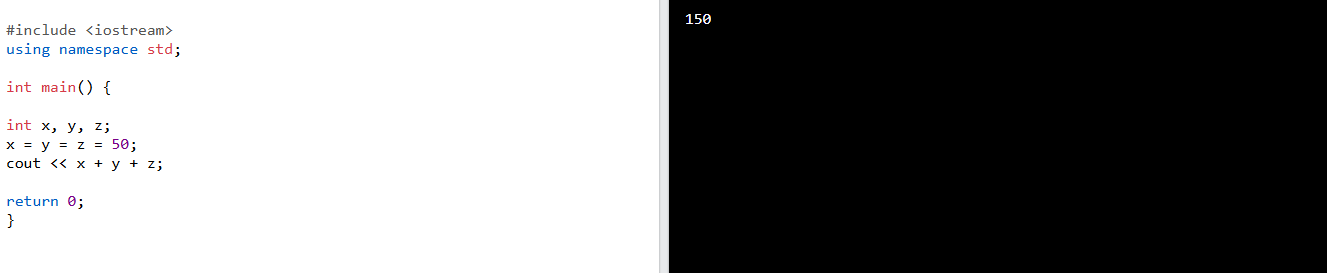 #include <iostream>
using namespace std;
int main() {
int x, y, z;
x = y = z = 50;
cout << x + y + z;
return 0;
}
150